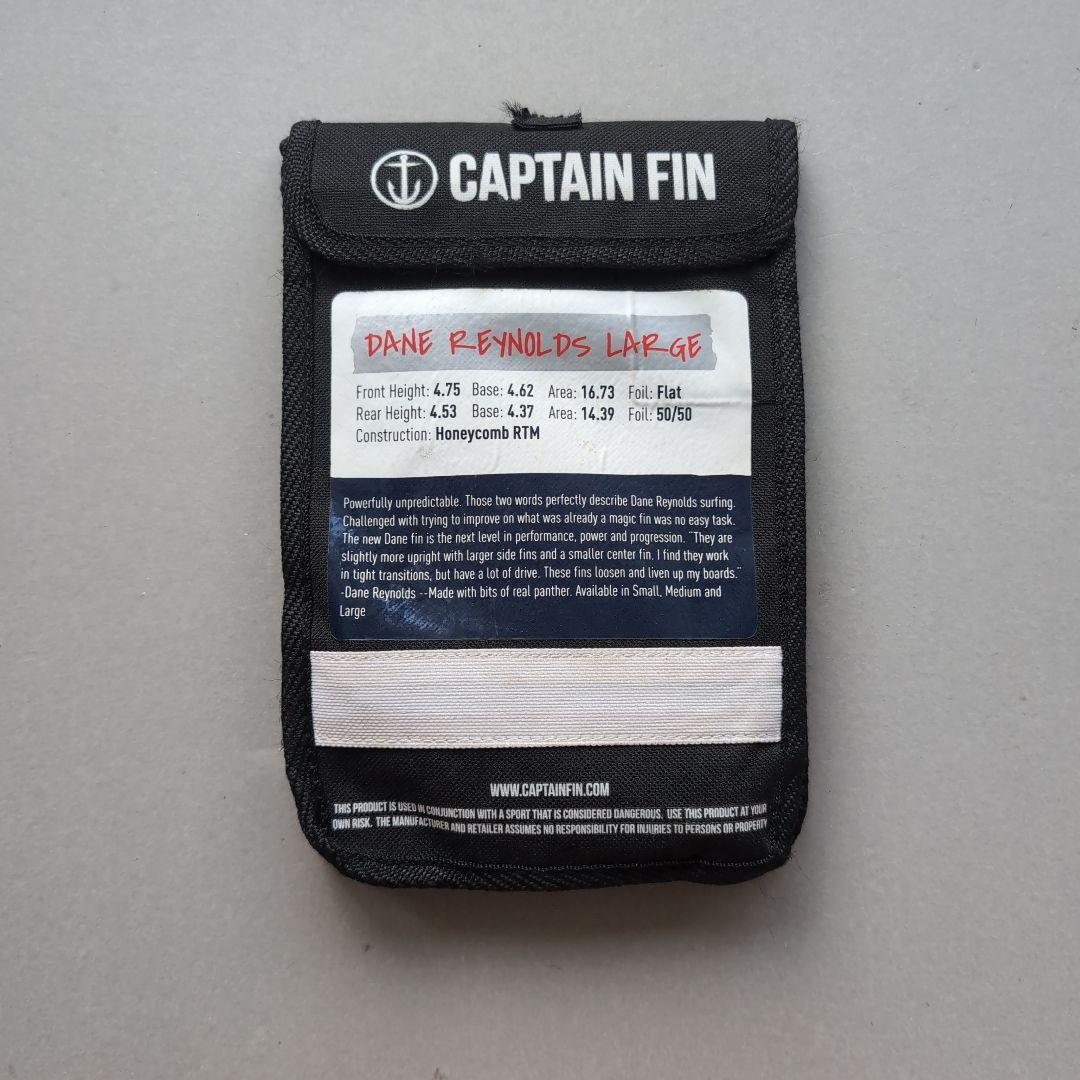 CAPTAIN FIN
DANE REYNOLDS LARGE
Front Height: 4.75 Base: 4.62 Area: 16.73 Foil: Flat
Rear Height: 4.53 Base: 4.37 Area: 14.39 Foil: 50/50
Construction: Honeycomb RTM
Powerfully unpredictable. Those two words perfectly describe Dane Reynolds surfing.
Challenged with trying to improve on what was already a magic fin was no easy task.
The new Dane fin is the next level in performance, power and progression. "They are
slightly more upright with larger side fins and a smaller center fin. I find they work
in tight transitions, but have a lot of drive. These fins loosen and liven up my boards."
-Dane Reynolds --Made with bits of real panther. Available in Small, Medium and
Large
WWW.CAPTAINFIN.COM
THIS PRODUCT IS USED IN CONJUNCTION WITH A SPORT THAT IS CONSIDERED DANGEROUS. USE THIS PRODUCT AT YOUR
OWN RISK. THE MANUFACTURER AND RETAILER ASSUMES NO RESPONSIBILITY FOR INJURIES TO PERSONS OR PROPERTY